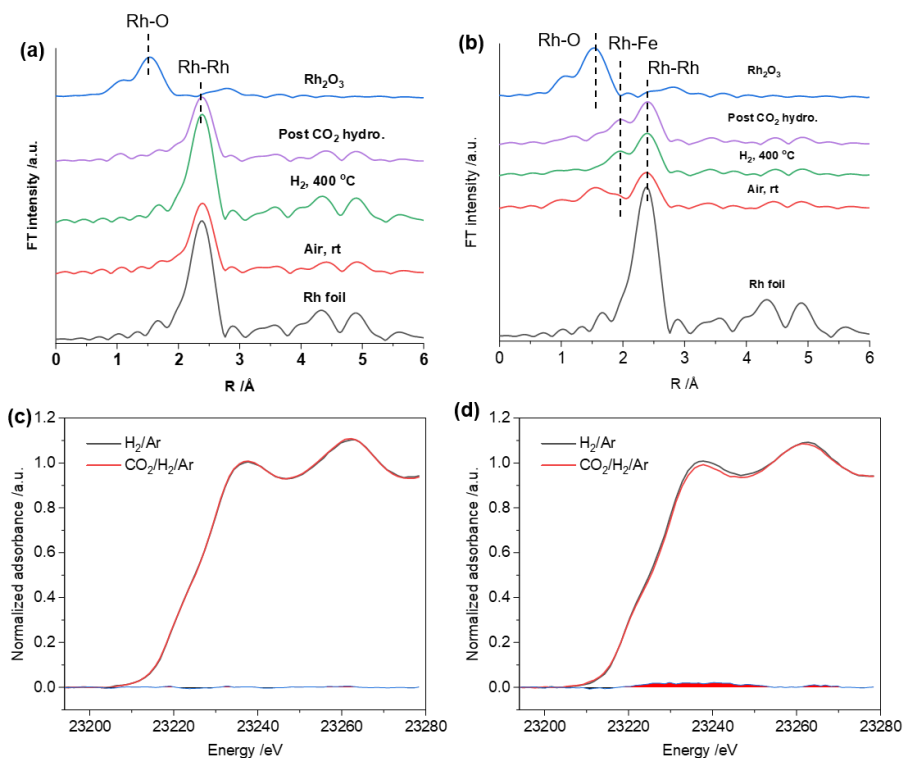 (a)
Rh-O
Rh-Rh
Rh₂O₃
Post CO₂ hydro.
H₂, 400 °C
Air, rt
Rh foil
FT intensity /a.u.
0 1 2 3 4 5 6
R /Å
(b)
Rh-O
Rh-Fe
Rh-Rh
Rh₂O₃
Post CO₂ hydro.
H₂, 400 °C
Air, rt
Rh foil
FT intensity /a.u.
0 1 2 3 4 5 6
R /Å
(c)
H₂/Ar
CO₂/H₂/Ar
1.2
1.0
0.8
0.6
0.4
0.2
0.0
Normalized adsorbance /a.u.
23200 23220 23240 23260 23280
Energy /eV
(d)
H₂/Ar
CO₂/H₂/Ar
1.2
1.0
0.8
0.6
0.4
0.2
0.0
Normalized adsorbance /a.u.
23200 23220 23240 23260 23280
Energy /eV